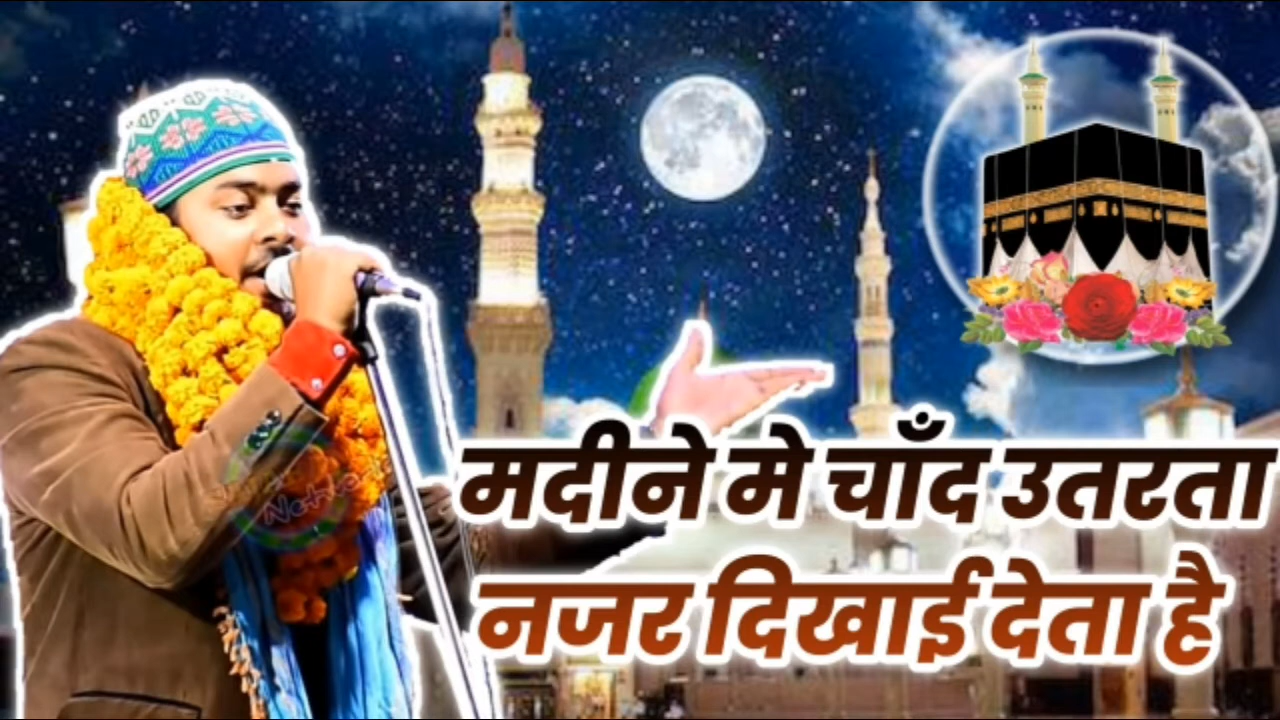 मदीने मे चाँद उतरता
नजर दिखाई देता है